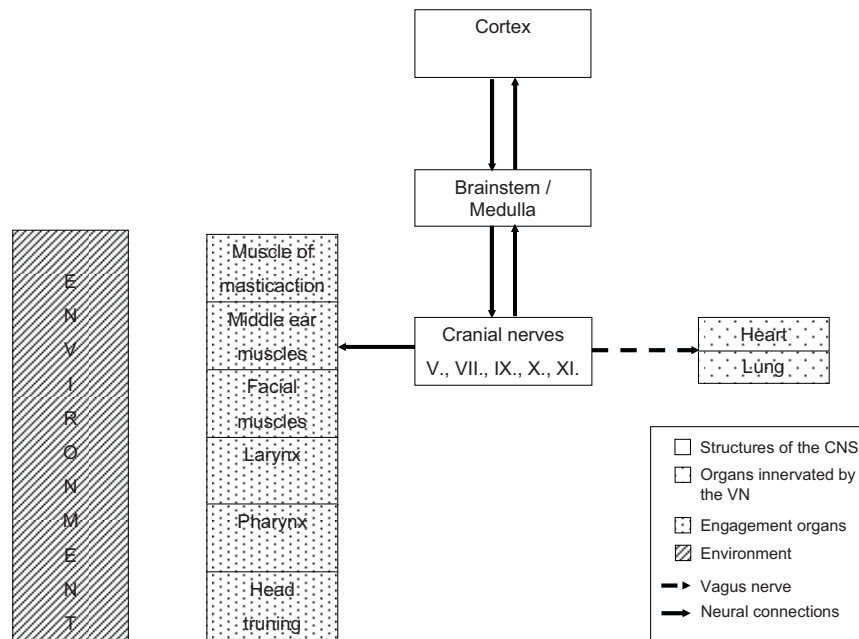 Cortex
Brainstem /
Medulla
Cranial nerves
V., VII., IX., X., XI.
Heart
Lung
E
N
V
I
R
O
N
M
E
N
T
Muscle of
masticaction
Middle ear
muscles
Facial
muscles
Larynx
Pharynx
Head
truning
Structures of the CNS
Organs innervated by
the VN
Engagement organs
Environment
Vagus nerve
Neural connections